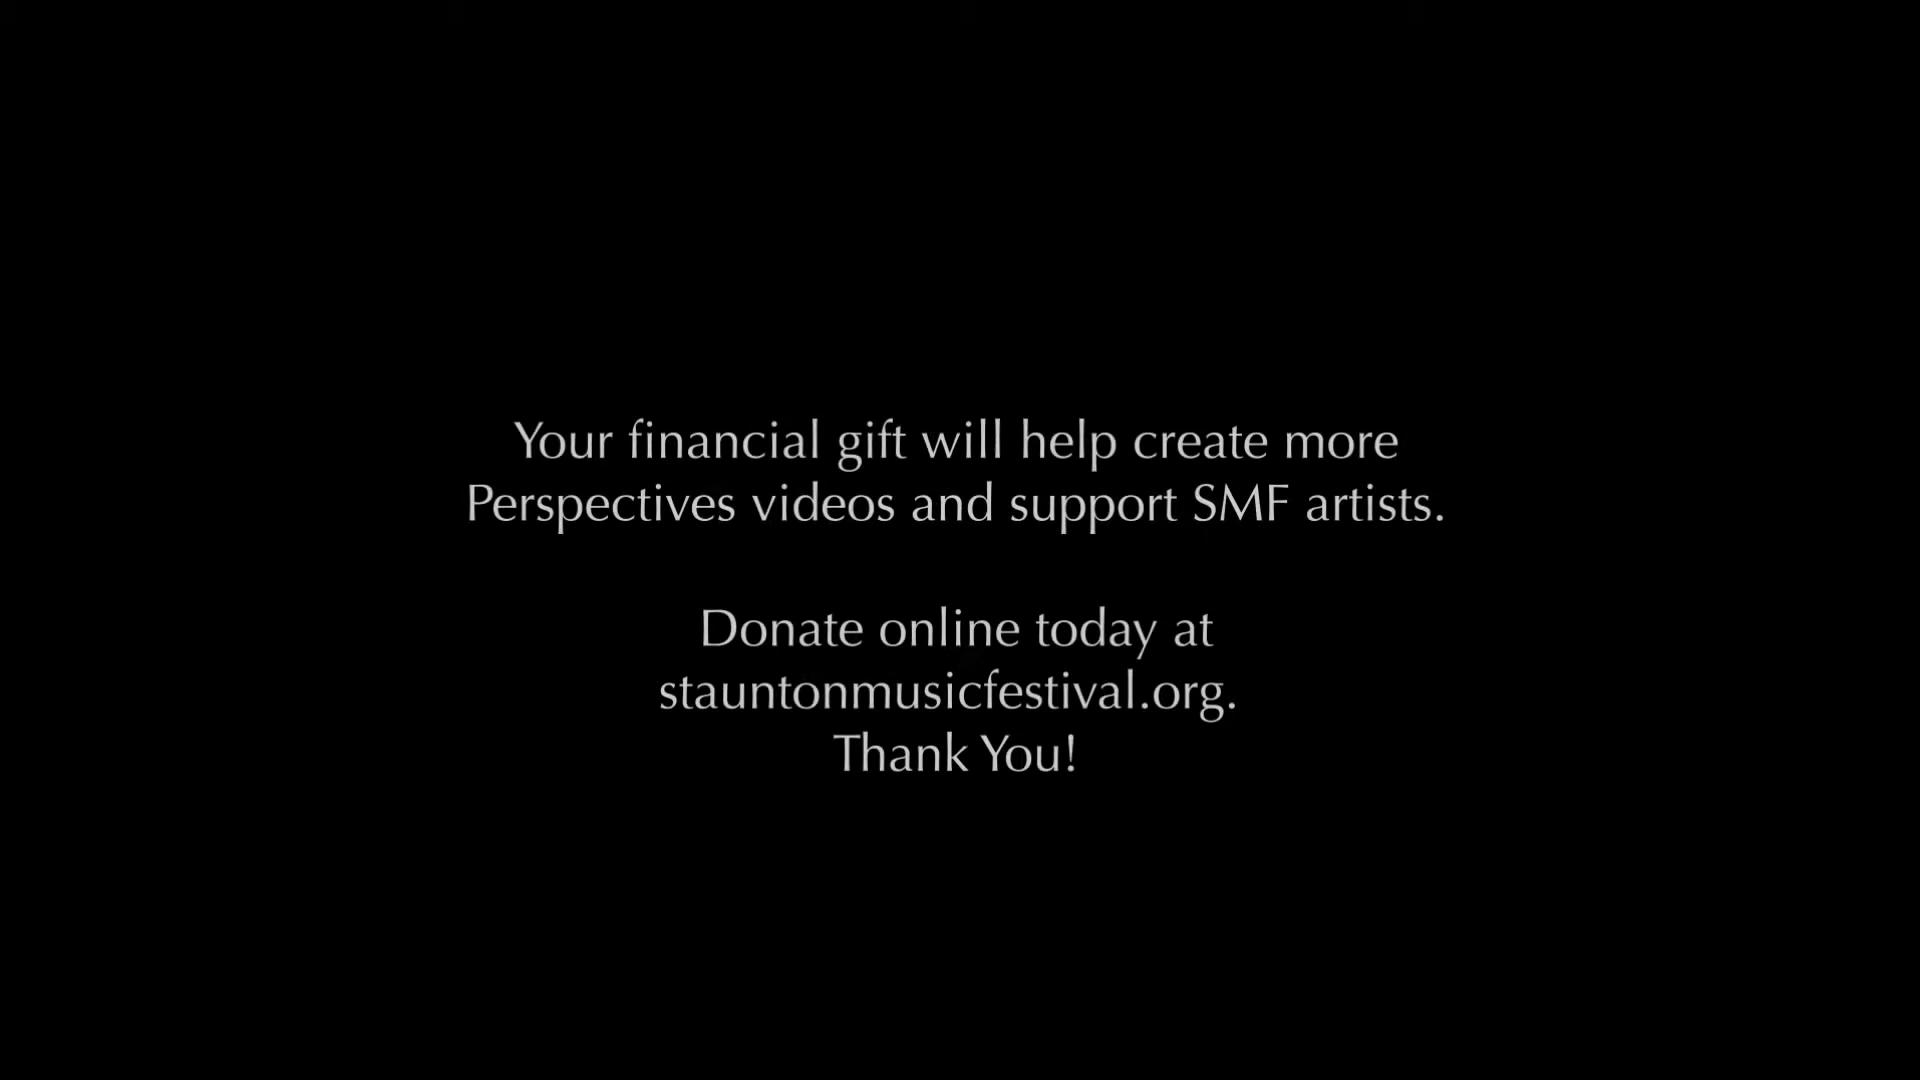 Your financial gift will help create more
Perspectives videos and support SMF artists.
Donate online today at
stauntonmusicfestival.org.
Thank You!